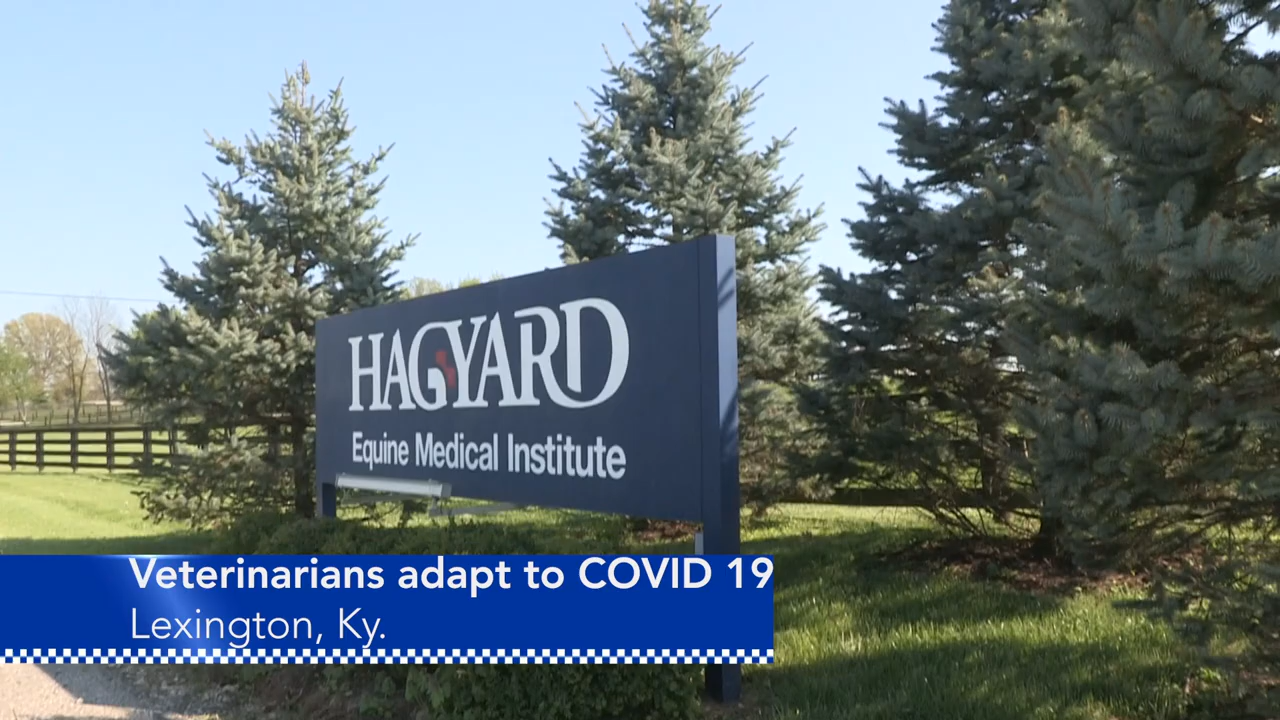 HAGYARD
Equine Medical Institute
Veterinarians adapt to COVID 19
Lexington, Ky.